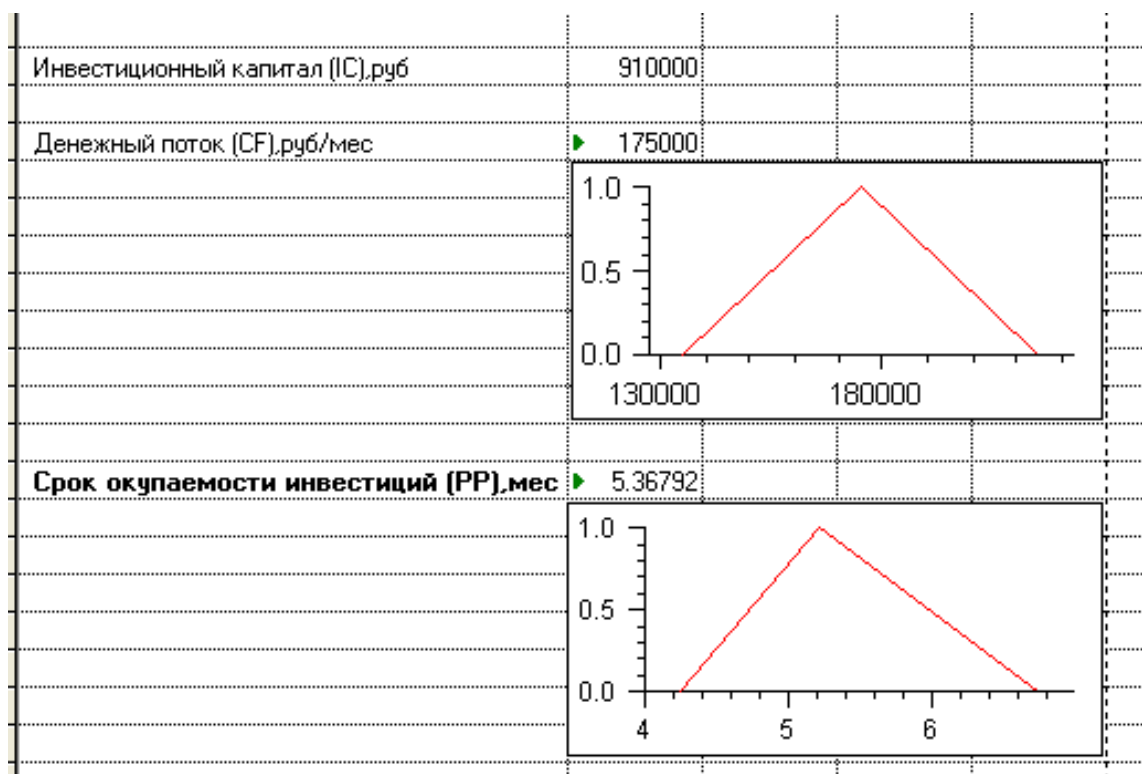 Инвестиционный капитал (IC),руб 910000
Денежный поток (CF),руб/мес 175000
1.0
0.5
0.0
130000 180000
Срок окупаемости инвестиций (PP),мес 5.36792
1.0
0.5
0.0
4 5 6